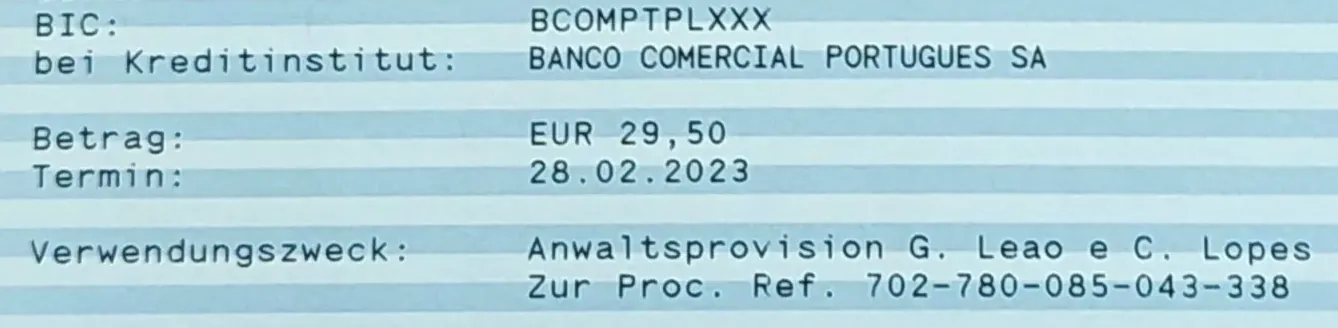 BIC: BCOMPTPLXXX
bei Kreditinstitut: BANCO COMERCIAL PORTUGUES SA
Betrag: EUR 29,50
Termin: 28.02.2023
Verwendungszweck: Anwaltsprovision G. Leao e C. Lopes
Zur Proc. Ref. 702-780-085-043-338